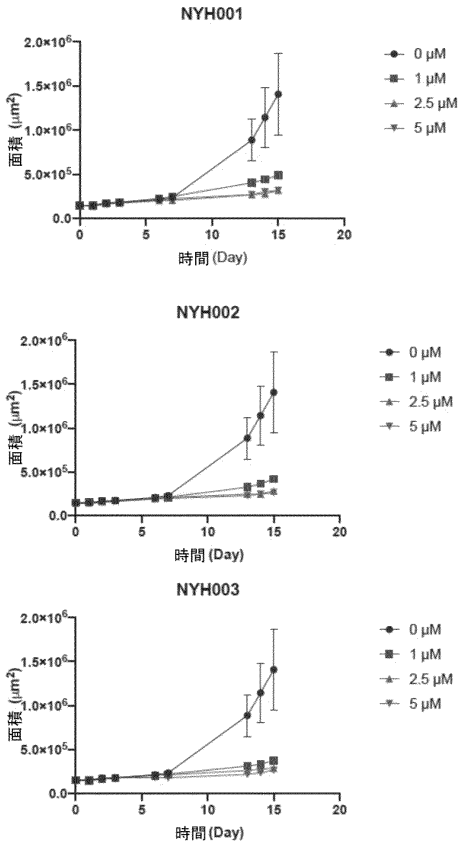 NYH001
2.0×10⁶
1.5×10⁶
1.0×10⁶
5.0×10⁵
0.0
面積 (μm²)
0 5 10 15 20
時間 (Day)
0 μM
1 μM
2.5 μM
5 μM
NYH002
2.0×10⁶
1.5×10⁶
1.0×10⁶
5.0×10⁵
0.0
面積 (μm²)
0 5 10 15 20
時間 (Day)
0 μM
1 μM
2.5 μM
5 μM
NYH003
2.0×10⁶
1.5×10⁶
1.0×10⁶
5.0×10⁵
0.0
面積 (μm²)
0 5 10 15 20
時間 (Day)
0 μM
1 μM
2.5 μM
5 μM